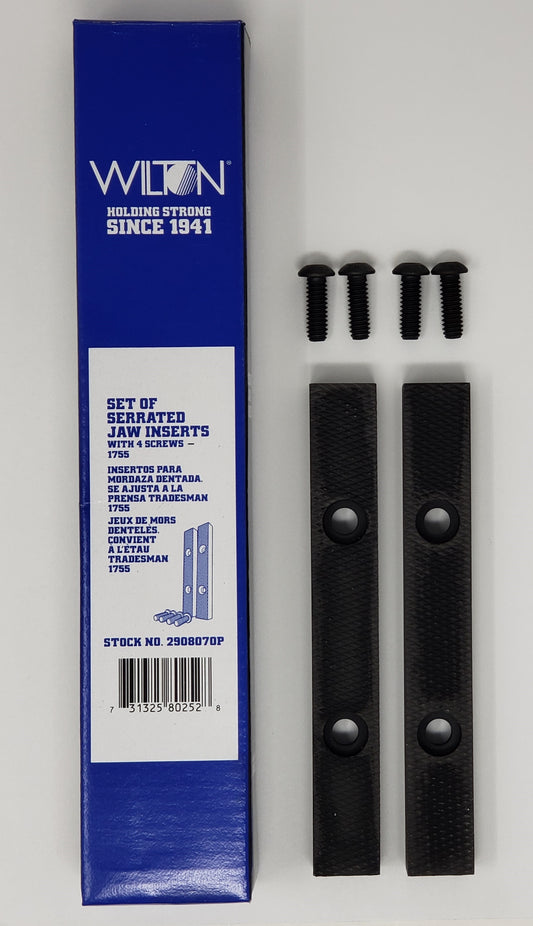 WILTON®
HOLDING STRONG
SINCE 1941
SET OF
SERRATED
JAW INSERTS
WITH 4 SCREWS –
1755
INSERTOS PARA
MORDAZA DENTADA.
SE AJUSTA A LA
PRENSA TRADESMAN
1755
JEUX DE MORS
DENTELÉS.
CONVIENT
À L'ÉTAU
TRADESMAN
1755
STOCK NO. 2908070P
7 31325 80252 8